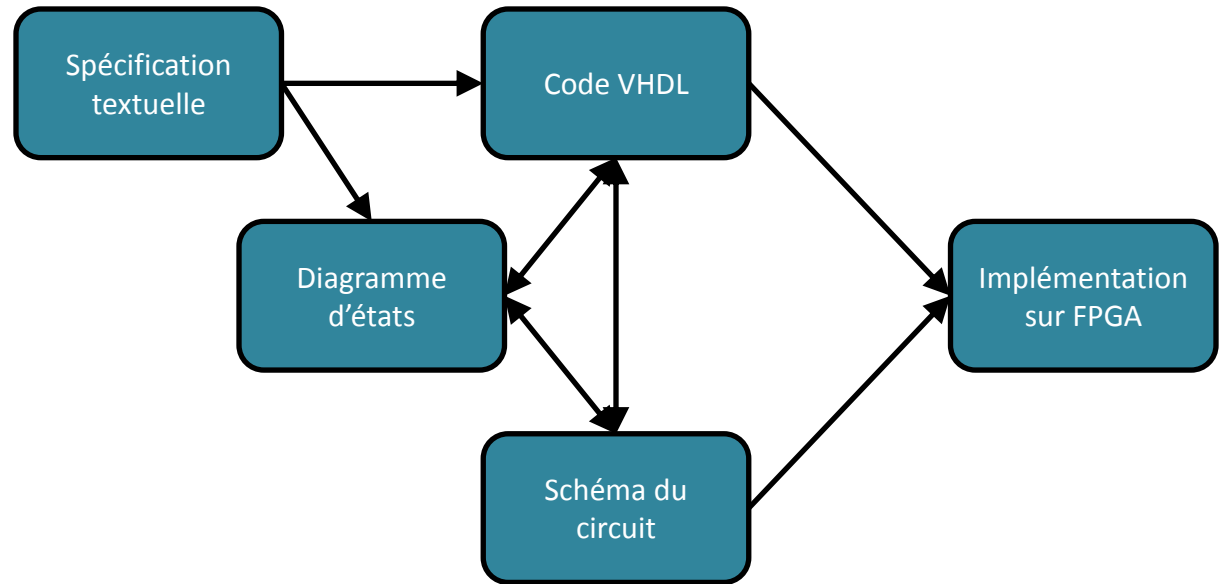 Spécification
textuelle
Code VHDL
Diagramme
d’états
Implémentation
sur FPGA
Schéma du
circuit